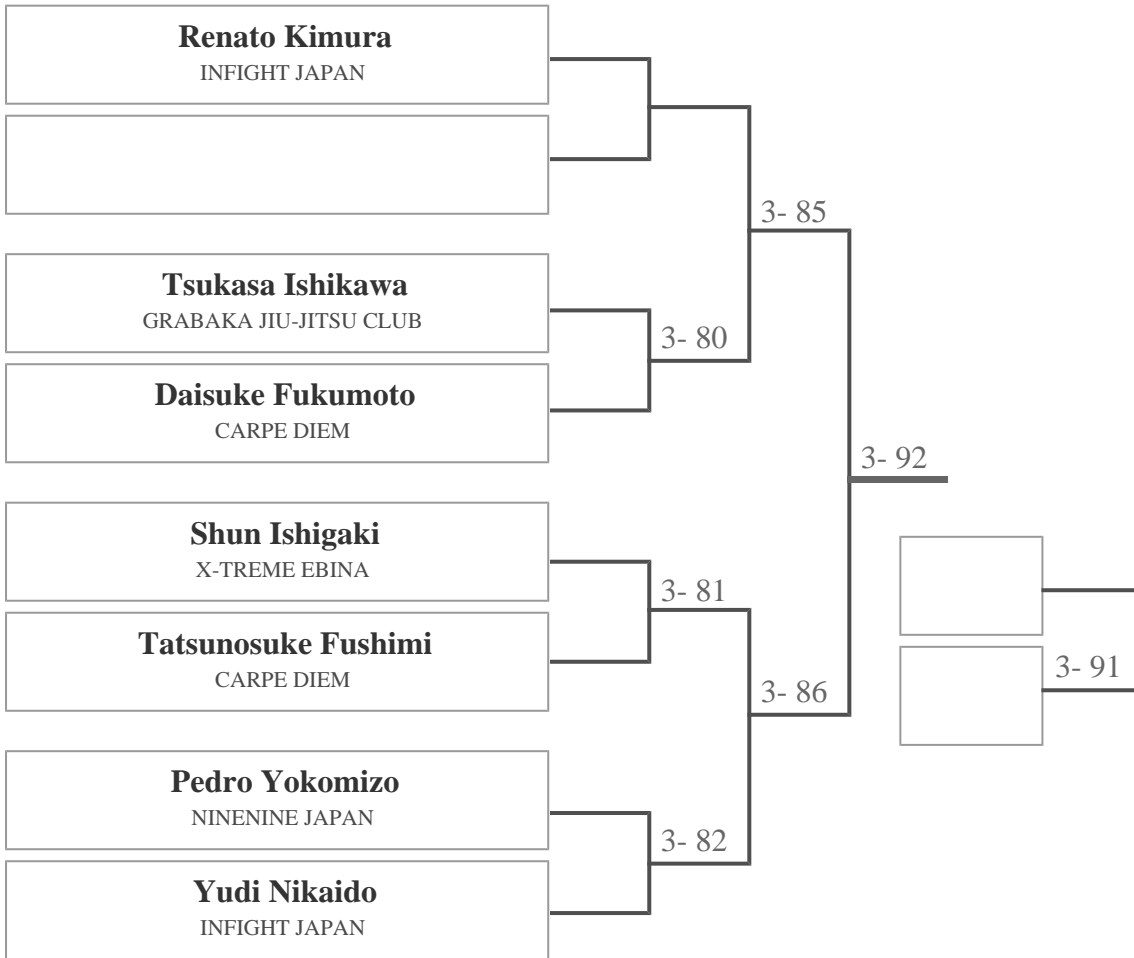 Renato Kimura
INFIGHT JAPAN
3- 85
Tsukasa Ishikawa
GRABAKA JIU-JITSU CLUB
3- 80
Daisuke Fukumoto
CARPE DIEM
3- 92
Shun Ishigaki
X-TREME EBINA
3- 81
Tatsunosuke Fushimi
CARPE DIEM
3- 86
3- 91
Pedro Yokomizo
NINENINE JAPAN
3- 82
Yudi Nikaido
INFIGHT JAPAN